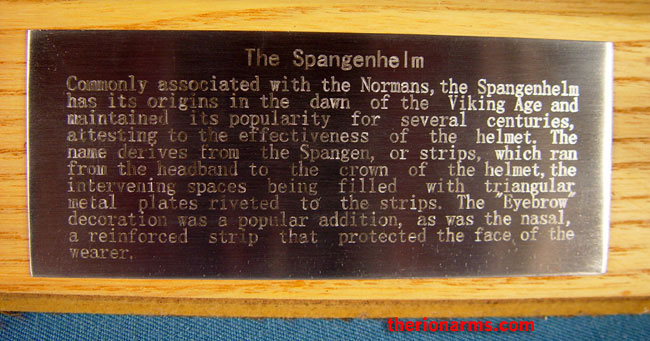 The Spangenhelm
Commonly associated with the Normans, the Spangenhelm
has its origins in the dawn of the Viking Age and
maintained its popularity for several centuries,
attesting to the effectiveness of the helmet. The
name derives from the Spangen, or strips, which ran
from the headband to the crown of the helmet, the
intervening spaces being filled with triangular
metal plates riveted to the strips. The "Eyebrow"
decoration was a popular addition, as was the nasal,
a reinforced strip that protected the face of the
wearer.
therionarms.com